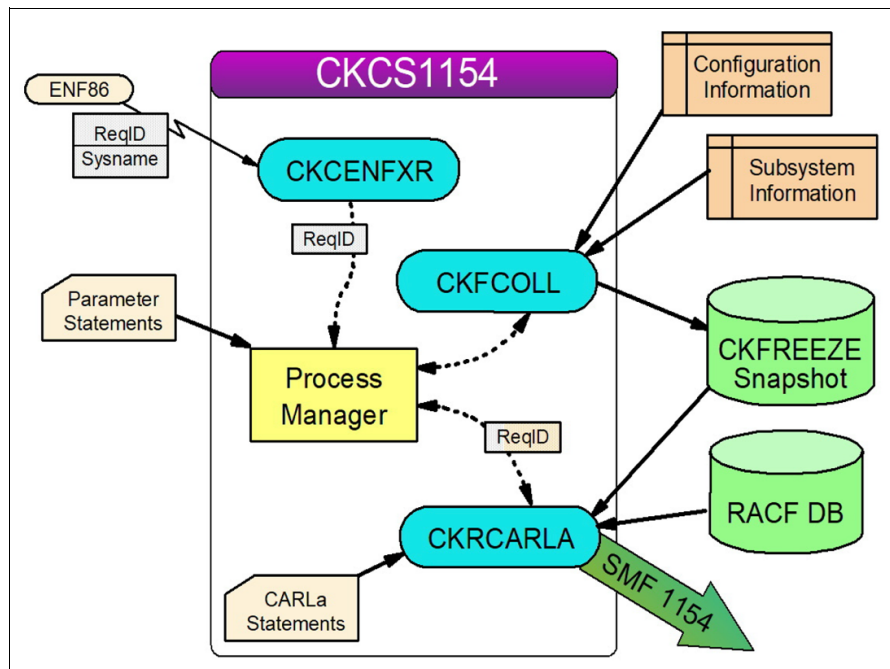 CKCS1154
ENF86
ReqID
Sysname
CKCENFXR
Configuration
Information
Subsystem
Information
ReqID
CKFCOLL
Parameter
Statements
Process
Manager
CKFREEZE
Snapshot
ReqID
CKRCARLA
RACF DB
CARLa
Statements
SMF 1154